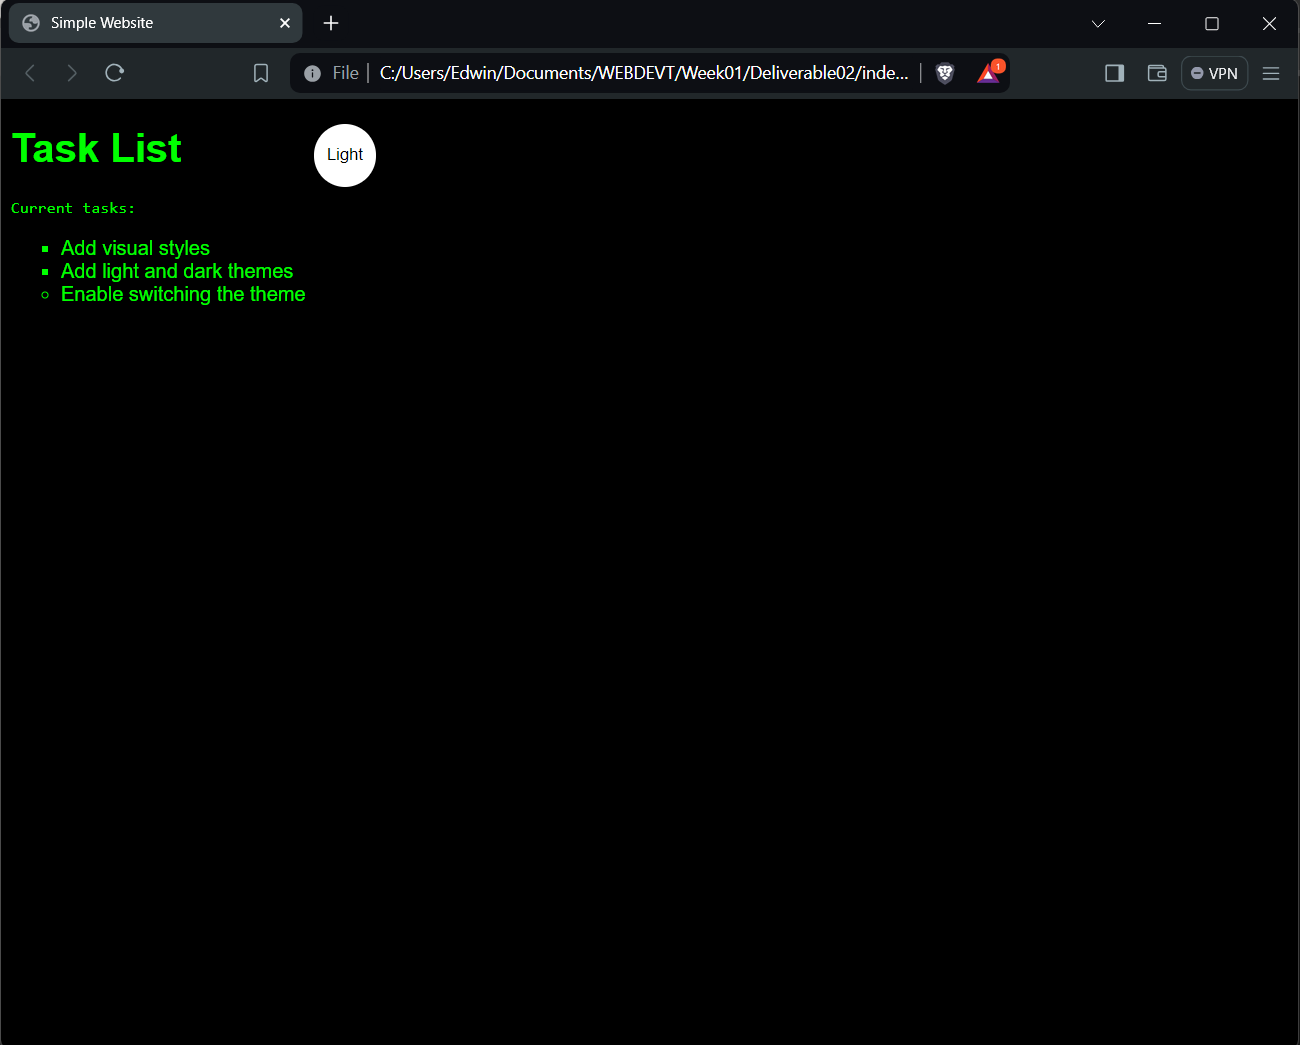 Simple Website
File
C:/Users/Edwin/Documents/WEBDEVT/Week01/Deliverable02/inde...
1
VPN
Task List
Light
Current tasks:
Add visual styles
Add light and dark themes
Enable switching the theme